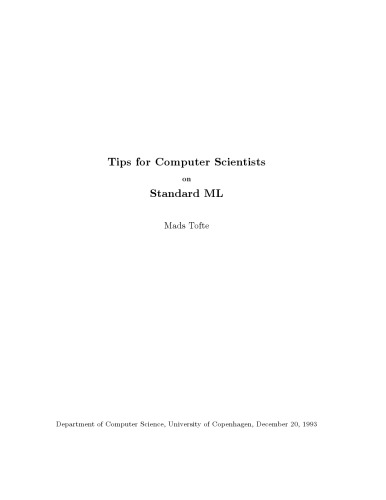 Tips for Computer Scientists
on
Standard ML
Mads Tofte
Department of Computer Science, University of Copenhagen, December 20, 1993